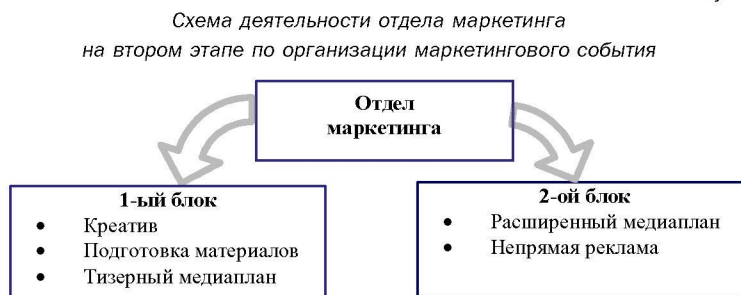 Схема деятельности отдела маркетинга
на втором этапе по организации маркетингового события
Отдел
маркетинга
1-ый блок
• Креатив
• Подготовка материалов
• Тизерный медиаплан
2-ой блок
• Расширенный медиаплан
• Непрямая реклама